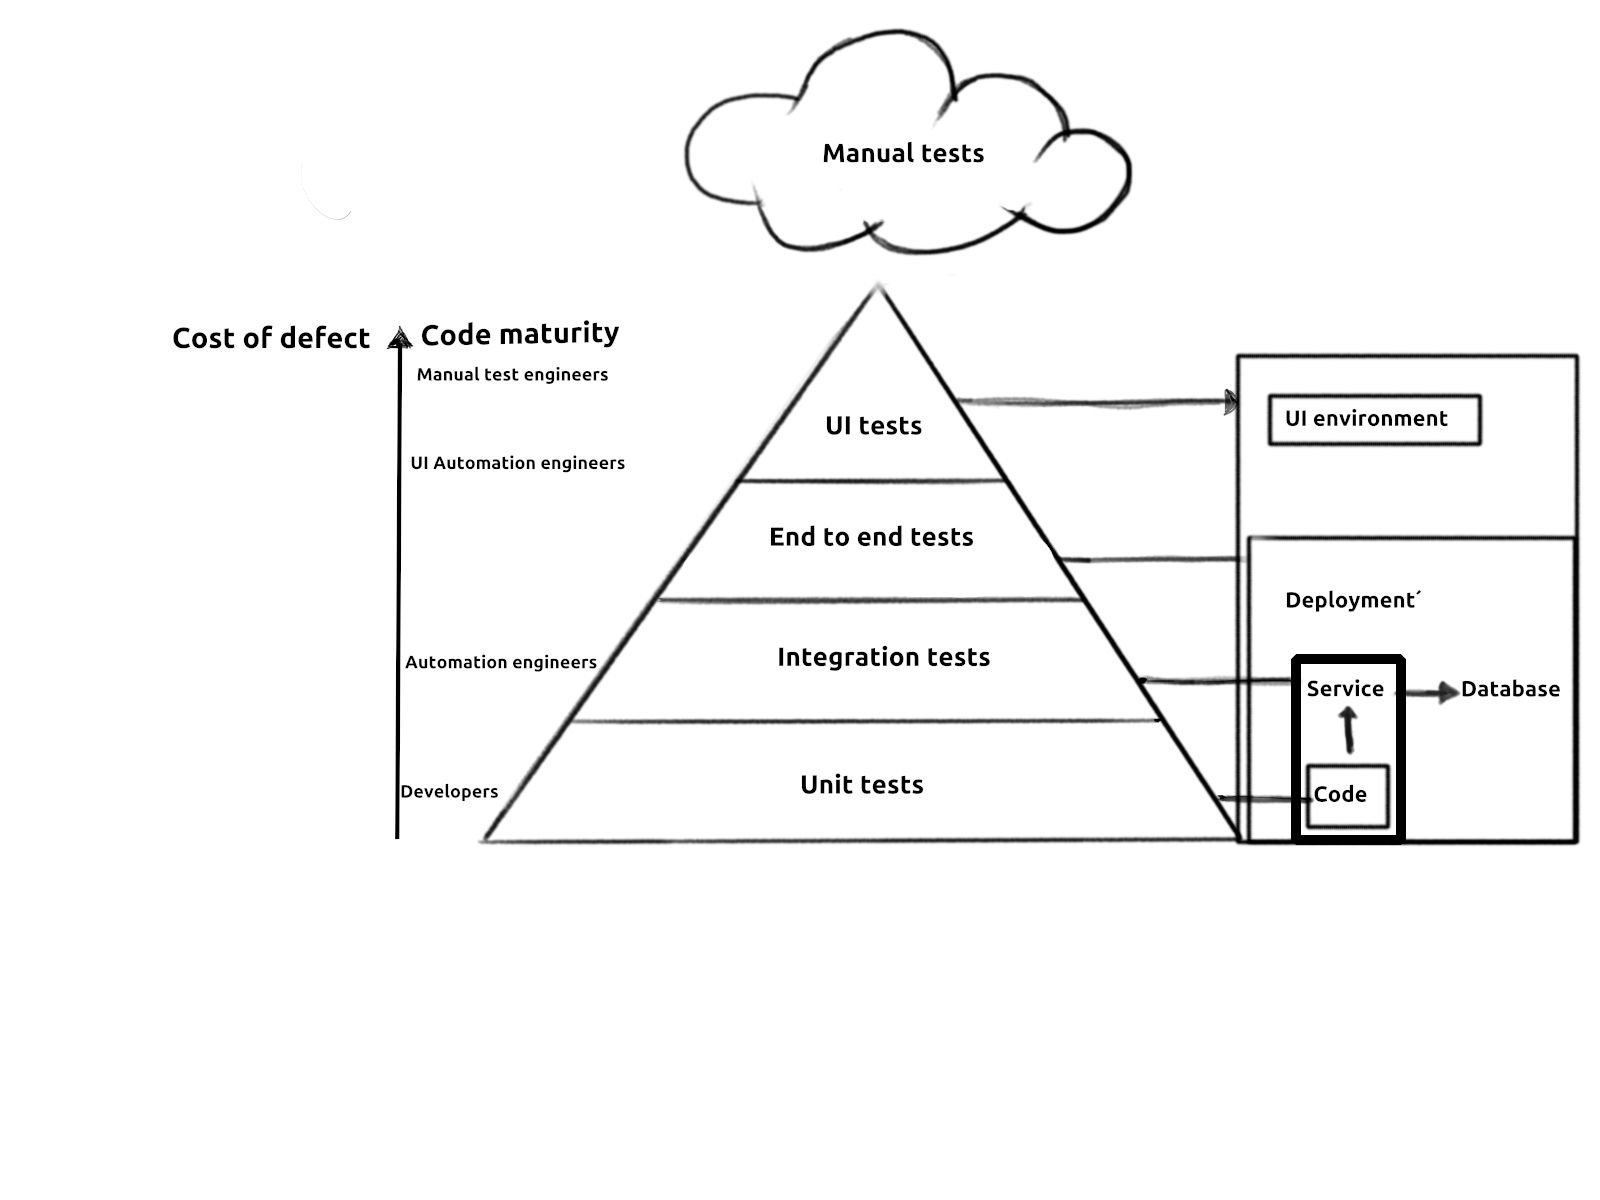 Manual tests
Cost of defect
Code maturity
Manual test engineers
UI Automation engineers
Automation engineers
Developers
UI tests
End to end tests
Integration tests
Unit tests
UI environment
Deployment´
Service
Database
Code